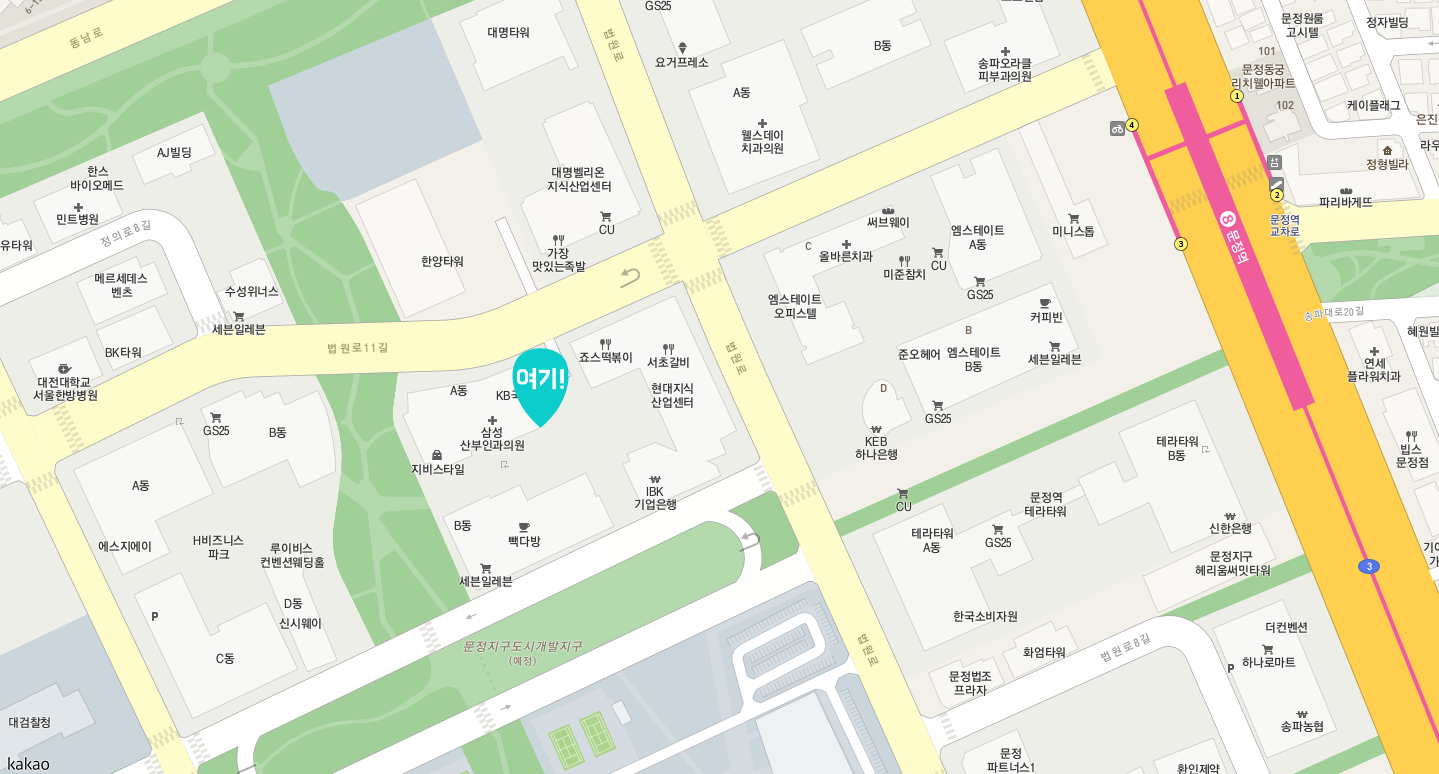 동남로
대명타워
법원로
GS25
요거프레소
B동
송파오라클
피부과의원
문정원룸
고시텔
정자빌딩
101
문정동궁
리치웰아파트
102
케이플래그
1
4
A동
웰스데이
치과의원
AJ빌딩
한스
바이오메드
민트병원
대명벨리온
지식산업센터
CU
정형빌라
파리바게뜨
2
문정역
교차로
정의로8길
메르세데스
벤츠
한양타워
가장
맛있는족발
C
써브웨이
올바른치과
미준참치
CU
엠스테이트
A동
미니스톱
8
문정역
3
수성위너스
세븐일레븐
GS25
엠스테이트
오피스텔
커피빈
송파대로20길
BK타워
법원로11길
죠스떡볶이
서초갈비
법원로
B
준오헤어
엠스테이트
B동
세븐일레븐
연세
플라워치과
대전대학교
서울한방병원
여기!
A동
현대지식
산업센터
D
GS25
B동
삼성
산부인과의원
지비스타일
KEB
하나은행
GS25
테라타워
B동
빕스
문정점
A동
IBK
기업은행
CU
문정역
테라타워
에스지에이
H비즈니스
파크
루이비스
컨벤션웨딩홀
B동
빽다방
세븐일레븐
테라타워
A동
GS25
신한은행
문정지구
헤리움써밋타워
3
P
D동
신시웨이
C동
문정지구도시개발지구
(예정)
법원로
한국소비자원
화엄타워
법원로8길
더컨벤션
P
하나로마트
문정법조
프라자
송파농협
대검찰청
문정
파트너스1
환인제약
kakao